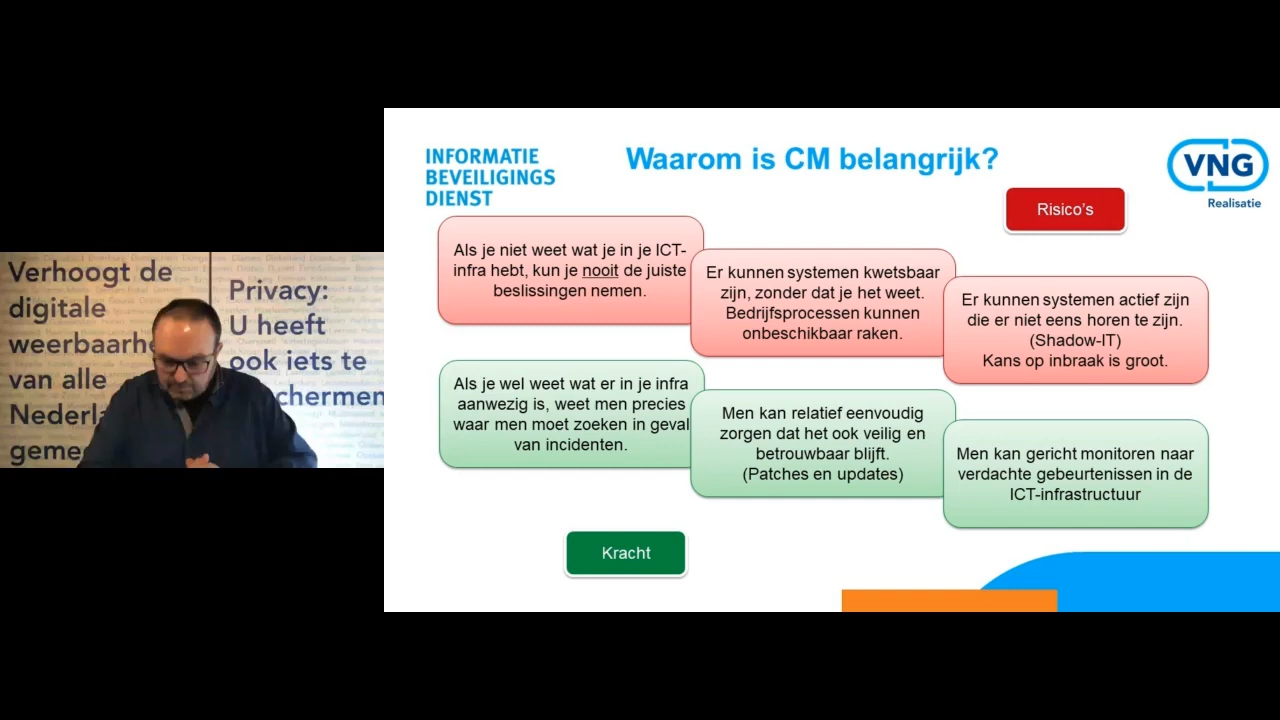 Verhoogt de
digitale
weerbaarhe
van alle
Nederla
geme
Privacy:
U heeft
ook iets te
schermen
INFORMATIE
BEVEILIGINGS
DIENST
Waarom is CM belangrijk?
VNG
Realisatie
Risico's
Als je niet weet wat je in je ICT-
infra hebt, kun je nooit de juiste
beslissingen nemen.
Er kunnen systemen kwetsbaar
zijn, zonder dat je het weet.
Bedrijfsprocessen kunnen
onbeschikbaar raken.
Er kunnen systemen actief zijn
die er niet eens horen te zijn.
(Shadow-IT)
Kans op inbraak is groot.
Als je wel weet wat er in je infra
aanwezig is, weet men precies
waar men moet zoeken in geval
van incidenten.
Men kan relatief eenvoudig
zorgen dat het ook veilig en
betrouwbaar blijft.
(Patches en updates)
Men kan gericht monitoren naar
verdachte gebeurtenissen in de
ICT-infrastructuur
Kracht